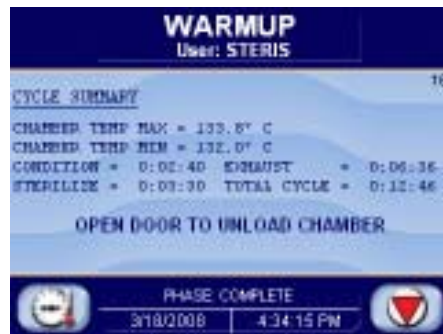 WARMUP
User: STERIS
CYCLE SUMMARY
CHAMBER TEMP MAX = 133.8° C
CHAMBER TEMP MIN = 132.0° C
CONDITION = 0:02:40 EXHAUST = 0:06:36
STERILIZE = 0:03:30 TOTAL CYCLE = 0:12:46
OPEN DOOR TO UNLOAD CHAMBER
PHASE COMPLETE
3/18/2008 4:34:15 PM